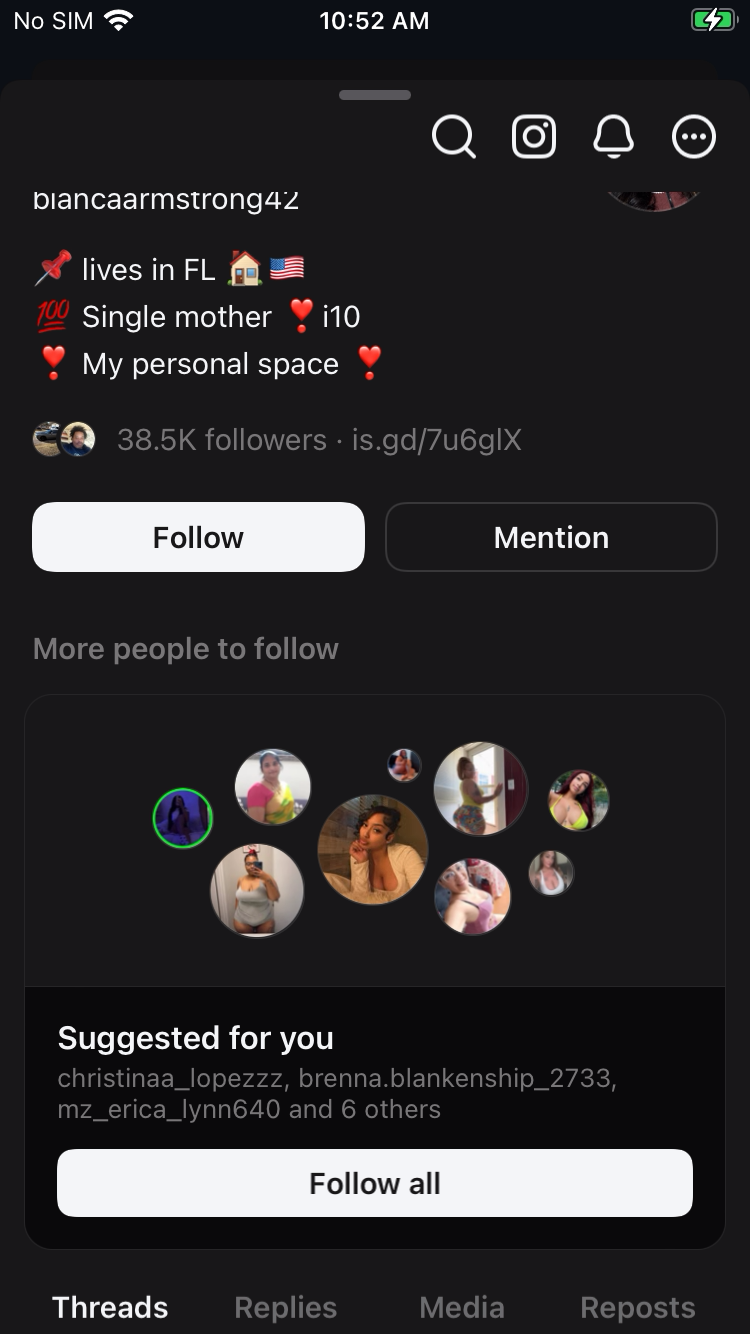 No SIM 10:52 AM
biancaarmstrong42
📌 lives in FL 🏠🇺🇸
💯 Single mother ❣️i10
❣️ My personal space ❣️
38.5K followers · is.gd/7u6glX
Follow Mention
More people to follow
Suggested for you
christinaa_lopezzz, brenna.blankenship_2733,
mz_erica_lynn640 and 6 others
Follow all
Threads Replies Media Reposts